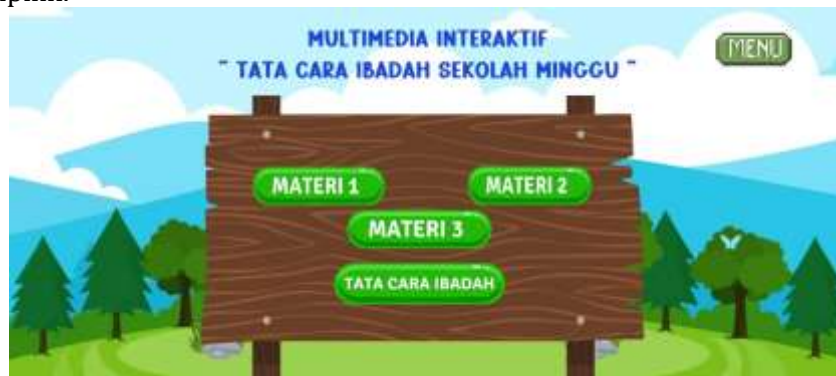 MULTIMEDIA INTERAKTIF
~ TATA CARA IBADAH SEKOLAH MINGGU ~
MENU
MATERI 1
MATERI 2
MATERI 3
TATA CARA IBADAH